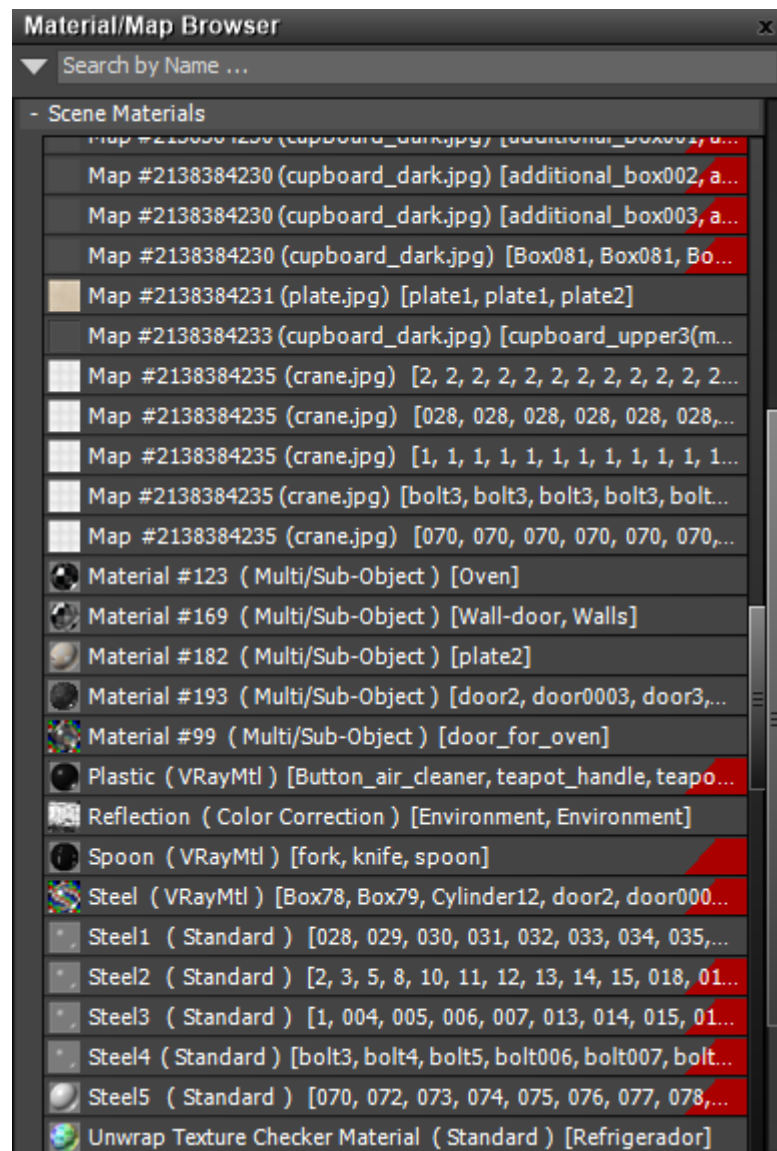 Material/Map Browser x
Search by Name ...
- Scene Materials
Map #2138384230 (cupboard_dark.jpg) [additional_box001, a...
Map #2138384230 (cupboard_dark.jpg) [additional_box002, a...
Map #2138384230 (cupboard_dark.jpg) [additional_box003, a...
Map #2138384230 (cupboard_dark.jpg) [Box081, Box081, Bo...
Map #2138384231 (plate.jpg) [plate1, plate1, plate2]
Map #2138384233 (cupboard_dark.jpg) [cupboard_upper3(m...
Map #2138384235 (crane.jpg) [2, 2, 2, 2, 2, 2, 2, 2, 2, 2, 2, 2...
Map #2138384235 (crane.jpg) [028, 028, 028, 028, 028, 028,...
Map #2138384235 (crane.jpg) [1, 1, 1, 1, 1, 1, 1, 1, 1, 1, 1, 1...
Map #2138384235 (crane.jpg) [bolt3, bolt3, bolt3, bolt3, bolt...
Map #2138384235 (crane.jpg) [070, 070, 070, 070, 070, 070,...
Material #123 ( Multi/Sub-Object ) [Oven]
Material #169 ( Multi/Sub-Object ) [Wall-door, Walls]
Material #182 ( Multi/Sub-Object ) [plate2]
Material #193 ( Multi/Sub-Object ) [door2, door0003, door3,...
Material #99 ( Multi/Sub-Object ) [door_for_oven]
Plastic ( VRayMtl ) [Button_air_cleaner, teapot_handle, teapo...
Reflection ( Color Correction ) [Environment, Environment]
Spoon ( VRayMtl ) [fork, knife, spoon]
Steel ( VRayMtl ) [Box78, Box79, Cylinder12, door2, door000...
Steel1 ( Standard ) [028, 029, 030, 031, 032, 033, 034, 035,...
Steel2 ( Standard ) [2, 3, 5, 8, 10, 11, 12, 13, 14, 15, 018, 01...
Steel3 ( Standard ) [1, 004, 005, 006, 007, 013, 014, 015, 01...
Steel4 ( Standard ) [bolt3, bolt4, bolt5, bolt006, bolt007, bolt...
Steel5 ( Standard ) [070, 072, 073, 074, 075, 076, 077, 078,...
Unwrap Texture Checker Material ( Standard ) [Refrigerador]